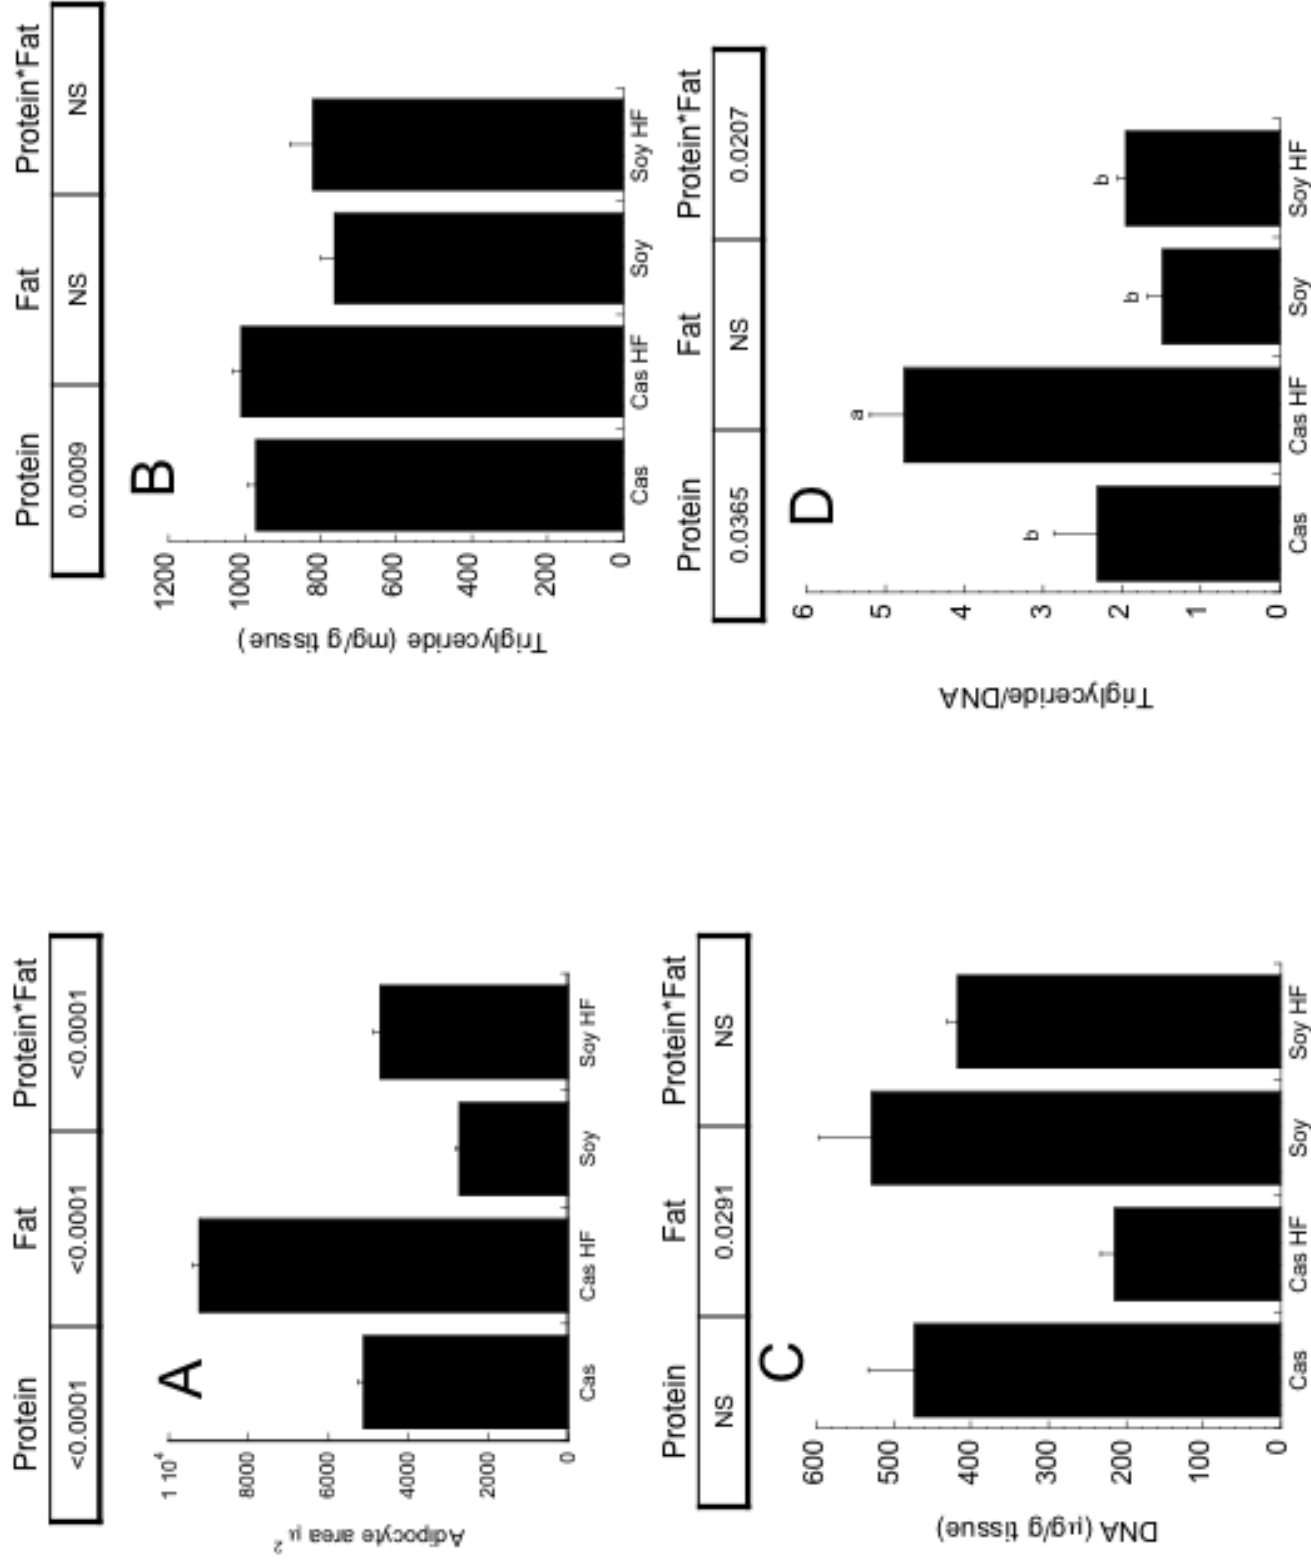 Protein Fat Protein*Fat
<0.0001 <0.0001 <0.0001
A
1 10⁴
8000
6000
4000
2000
0
Adipocyte area μ²
Cas Cas HF Soy Soy HF
Protein Fat Protein*Fat
0.0009 NS NS
B
1200
1000
800
600
400
200
0
Triglyceride (mg/g tissue)
Cas Cas HF Soy Soy HF
Protein Fat Protein*Fat
NS 0.0291 NS
C
600
500
400
300
200
100
0
DNA (μg/g tissue)
Cas Cas HF Soy Soy HF
Protein Fat Protein*Fat
0.0365 NS 0.0207
D
6
5
4
3
2
1
0
Triglyceride/DNA
b a b b
Cas Cas HF Soy Soy HF